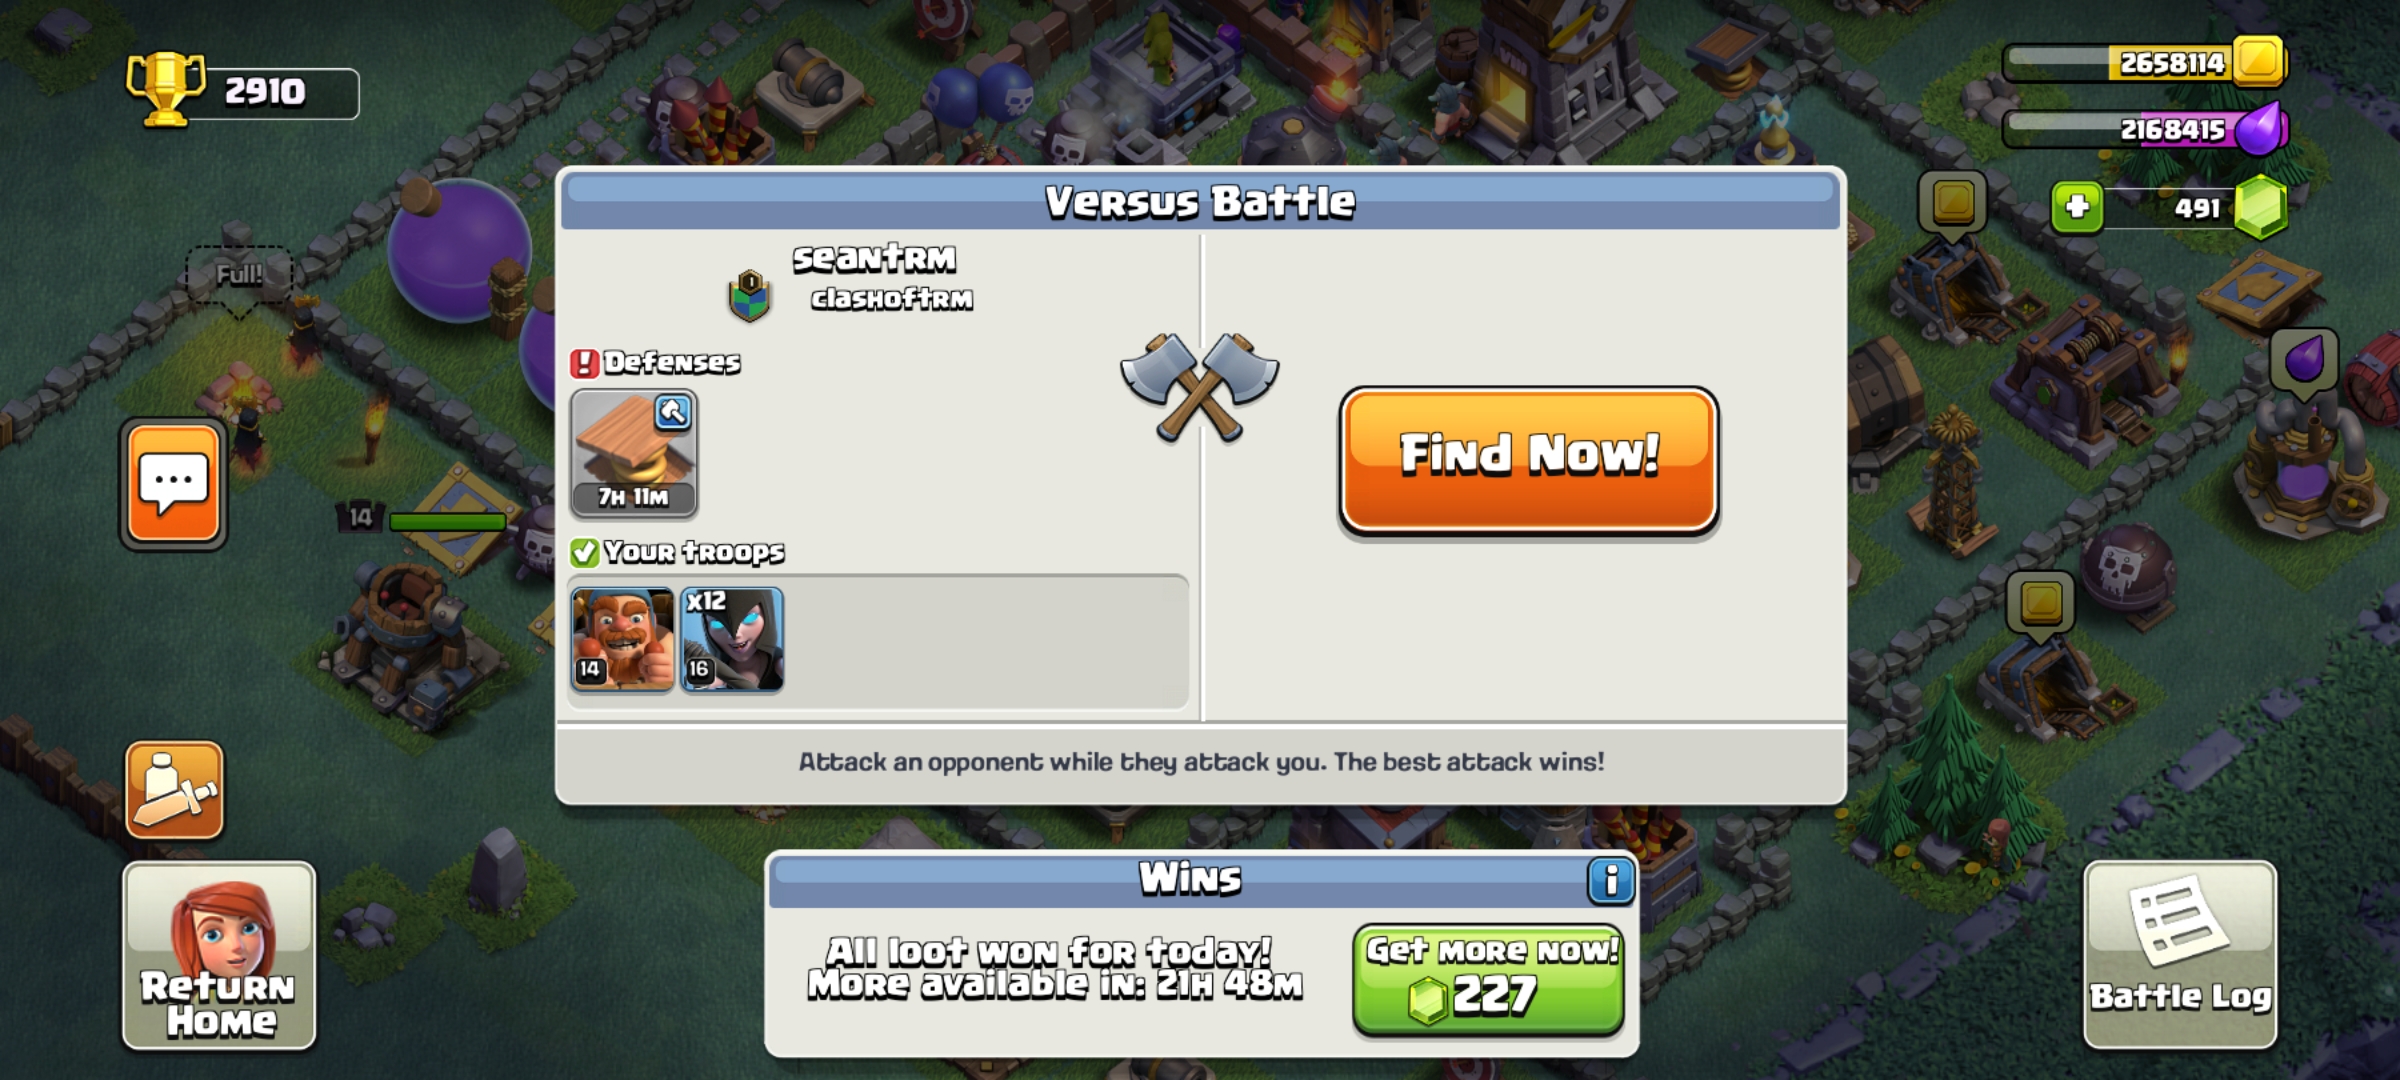 2910
2658114
2168415
491
Full!
14
Versus Battle
seantrm
clashoftrm
1
Defenses
7H 11M
Your troops
14
x12
16
Find Now!
Attack an opponent while they attack you. The best attack wins!
Wins
i
All loot won for today!
More available in: 21H 48M
Get more now!
227
Return
Home
Battle Log